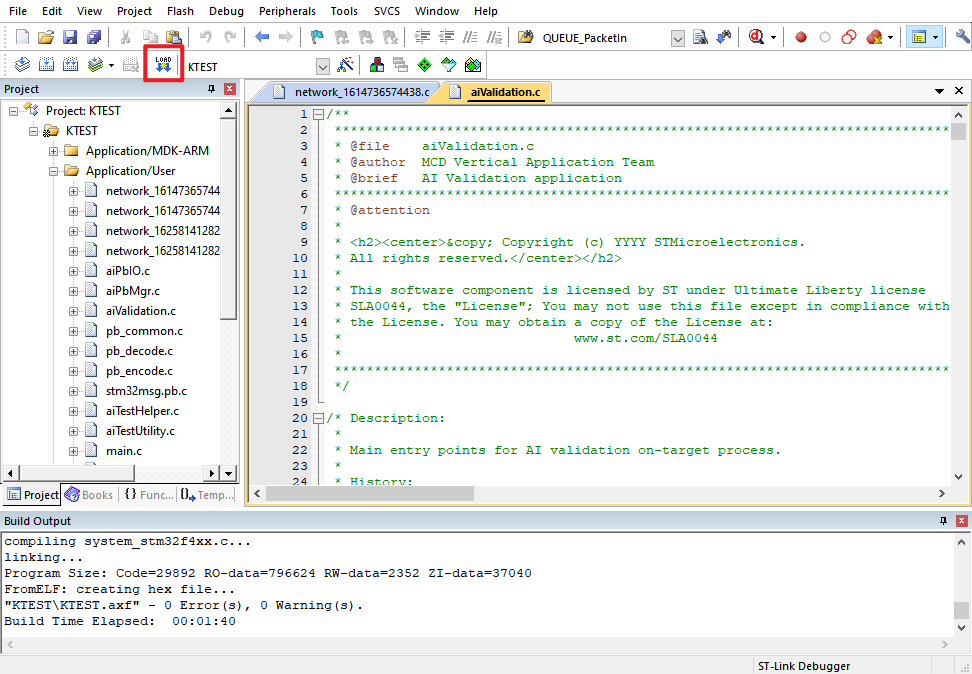 File Edit View Project Flash Debug Peripherals Tools SVCS Window Help
QUEUE_PacketIn
LOAD
KTEST
Project
network_1614736574438.c aiValidation.c
Project: KTEST
KTEST
Application/MDK-ARM
Application/User
network_16147365744
network_16147365744
network_16258141282
network_16258141282
aiPbIO.c
aiPbMgr.c
aiValidation.c
pb_common.c
pb_decode.c
pb_encode.c
stm32msg.pb.c
aiTestHelper.c
aiTestUtility.c
main.c
Project Books {} Func... {} Temp...
1 /**
2 ******************************************************************************
3 * @file    aiValidation.c
4 * @author  MCD Vertical Application Team
5 * @brief   AI Validation application
6 ******************************************************************************
7 * @attention
8 *
9 * <h2><center>&copy; Copyright (c) YYYY STMicroelectronics.
10 * All rights reserved.</center></h2>
11 *
12 * This software component is licensed by ST under Ultimate Liberty license
13 * SLA0044, the "License"; You may not use this file except in compliance with
14 * the License. You may obtain a copy of the License at:
15 *                             www.st.com/SLA0044
16 *
17 ******************************************************************************
18 */
19
20 /* Description:
21 *
22 * Main entry points for AI validation on-target process.
23 *
24 * History:
Build Output
compiling system_stm32f4xx.c...
linking...
Program Size: Code=29892 RO-data=796624 RW-data=2352 ZI-data=37040
FromELF: creating hex file...
"KTEST\KTEST.axf" - 0 Error(s), 0 Warning(s).
Build Time Elapsed:  00:01:40
ST-Link Debugger